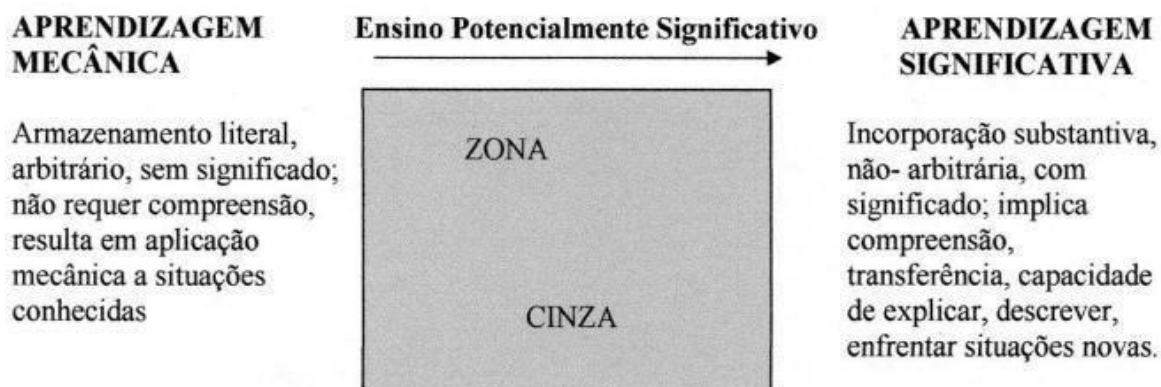 APRENDIZAGEM
MECÂNICA
Armazenamento literal,
arbitrário, sem significado;
não requer compreensão,
resulta em aplicação
mecânica a situações
conhecidas
Ensino Potencialmente Significativo
ZONA
CINZA
APRENDIZAGEM
SIGNIFICATIVA
Incorporação substantiva,
não- arbitrária, com
significado; implica
compreensão,
transferência, capacidade
de explicar, descrever,
enfrentar situações novas.